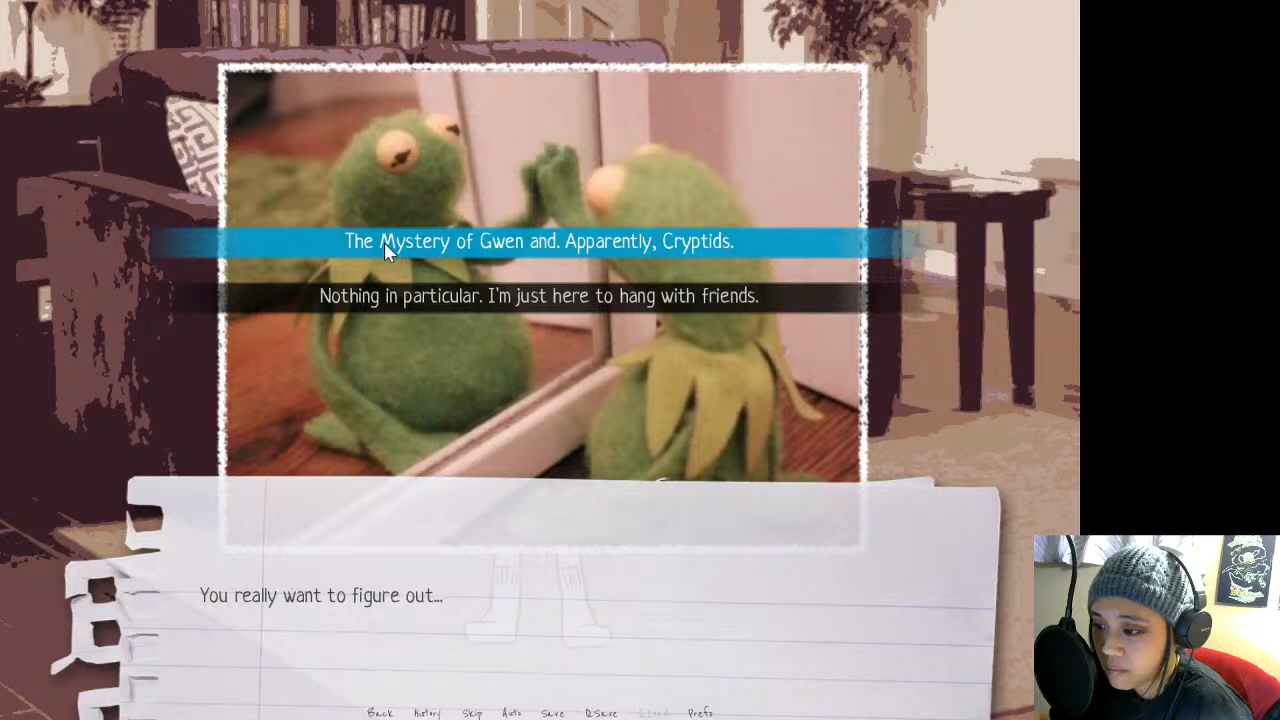 The Mystery of Gwen and. Apparently, Cryptids.
Nothing in particular. I'm just here to hang with friends.
You really want to figure out...
Back History Skip Auto Save Q.Save Q.Load Prefs